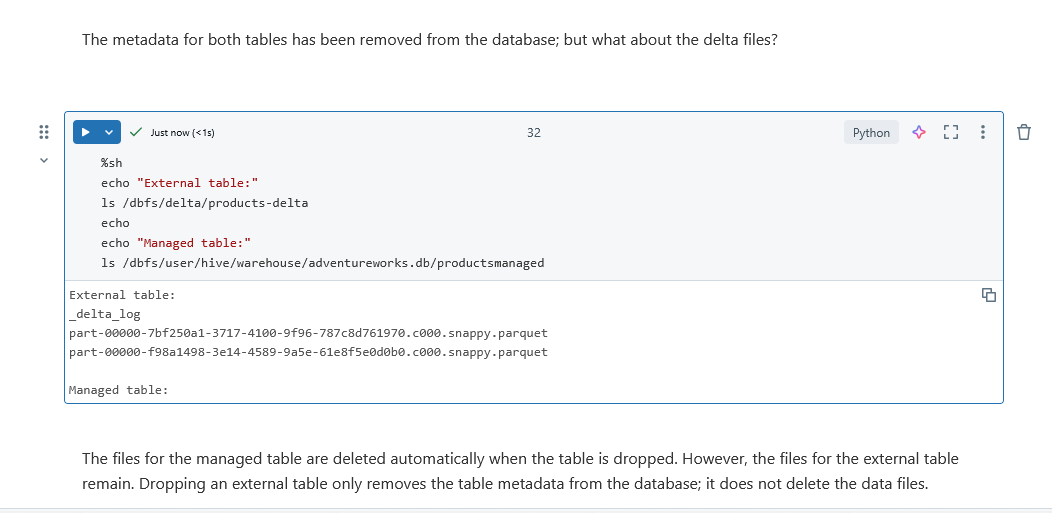 The metadata for both tables has been removed from the database; but what about the delta files?
Just now (<1s)
32
Python
%sh
echo "External table:"
ls /dbfs/delta/products-delta
echo
echo "Managed table:"
ls /dbfs/user/hive/warehouse/adventureworks.db/productsmanaged
External table:
_delta_log
part-00000-7bf250a1-3717-4100-9f96-787c8d761970.c000.snappy.parquet
part-00000-f98a1498-3e14-4589-9a5e-61e8f5e0d0b0.c000.snappy.parquet
Managed table:
The files for the managed table are deleted automatically when the table is dropped. However, the files for the external table
remain. Dropping an external table only removes the table metadata from the database; it does not delete the data files.